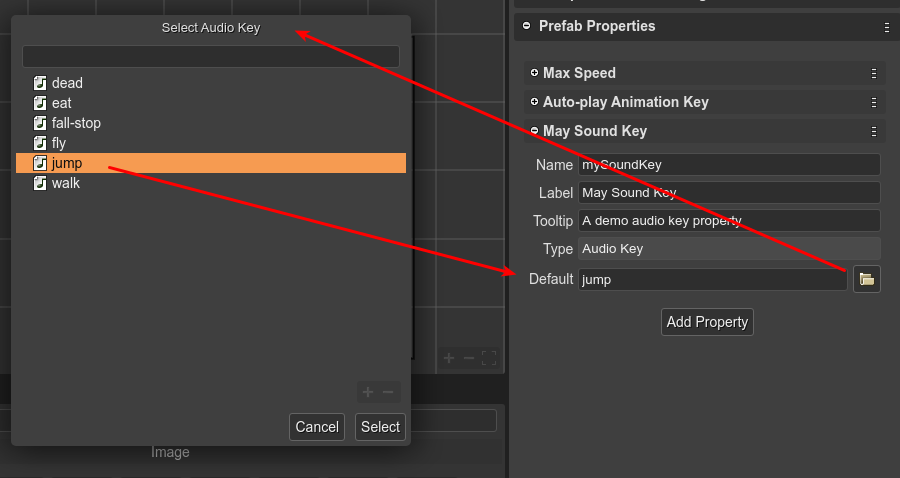 Select Audio Key
dead
eat
fall-stop
fly
jump
walk
Cancel
Select
Image
Prefab Properties
Max Speed
Auto-play Animation Key
May Sound Key
Name mySoundKey
Label May Sound Key
Tooltip A demo audio key property
Type Audio Key
Default jump
Add Property